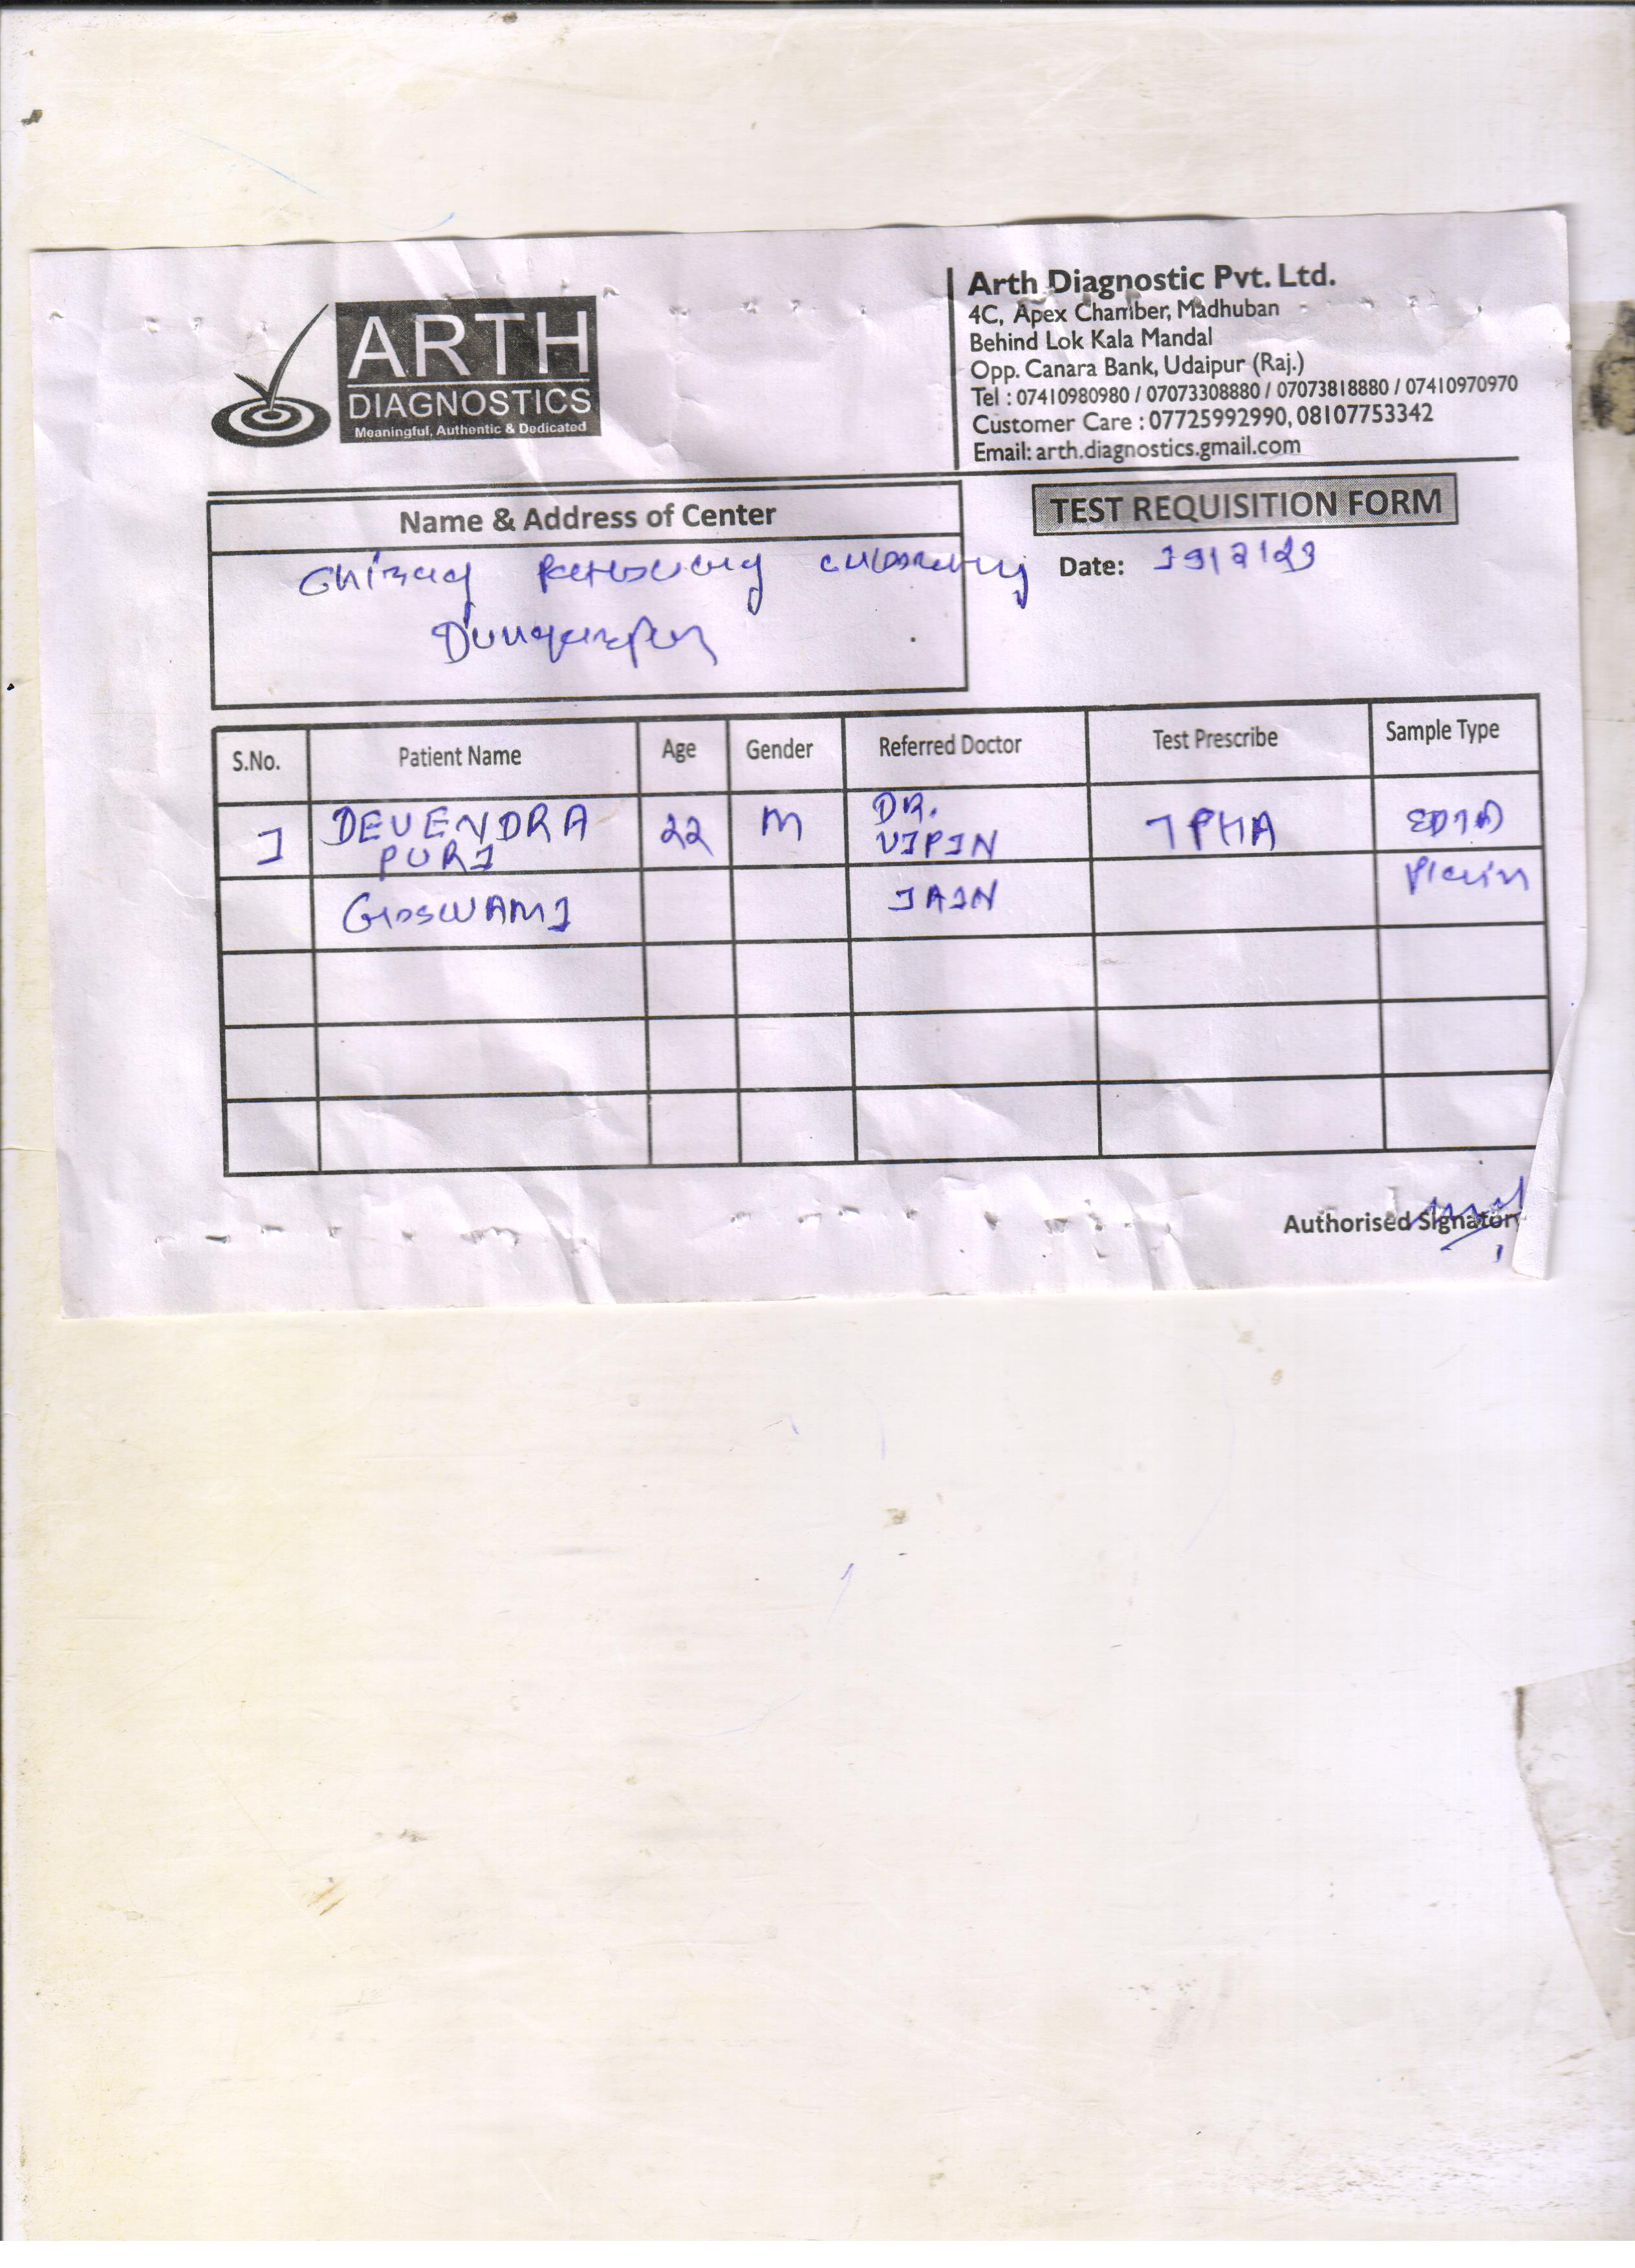 ARTH
DIAGNOSTICS
Meaningful, Authentic & Dedicated
Arth Diagnostic Pvt. Ltd.
4C, Apex Chamber, Madhuban
Behind Lok Kala Mandal
Opp. Canara Bank, Udaipur (Raj.)
Tel : 07410980980 / 07073308880 / 07073818880 / 07410970970
Customer Care : 07725992990, 08107753342
Email: arth.diagnostics.gmail.com
Name & Address of Center
TEST REQUISITION FORM
Chirag
Dungarpur
Date:
S.No. Patient Name Age Gender Referred Doctor Test Prescribe Sample Type
1 DEVENDRA PURI 22 M DR. VIPIN TPHA EDTA
GOSWAMI JAIN Plain
Authorised Signatory